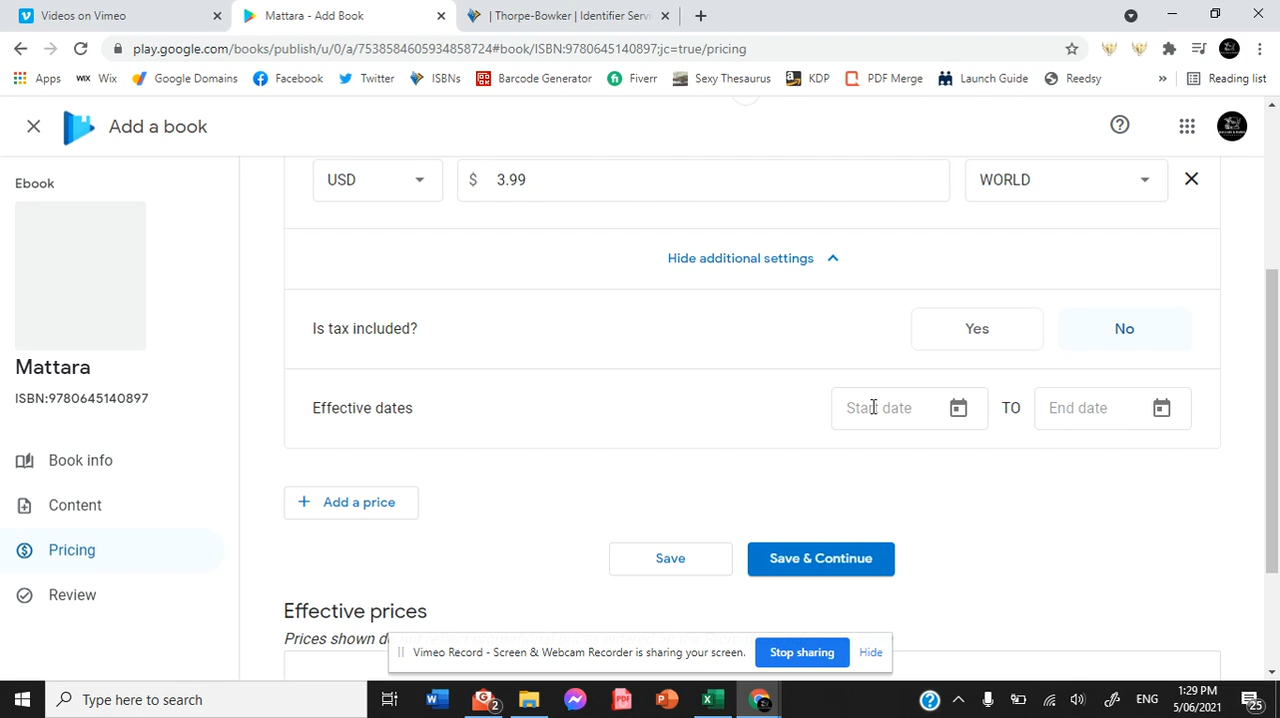 Videos on Vimeo
Mattara - Add Book
| Thorpe-Bowker | Identifier Serv
play.google.com/books/publish/u/0/a/7538584605934858724#book/ISBN:9780645140897;jc=true/pricing
Apps
WiX Wix
Google Domains
Facebook
Twitter
ISBNs
Barcode Generator
Fiverr
Sexy Thesaurus
KDP
PDF Merge
Launch Guide
Reedsy
»
Reading list
Add a book
Ebook
USD
$ 3.99
WORLD
Hide additional settings
Is tax included?
Yes
No
Mattara
ISBN:9780645140897
Effective dates
Start date
TO
End date
Book info
Content
Pricing
Review
+ Add a price
Save
Save & Continue
Effective prices
Vimeo Record - Screen & Webcam Recorder is sharing your screen.
Stop sharing
Hide
Type here to search
2
ENG
1:29 PM
5/06/2021
25